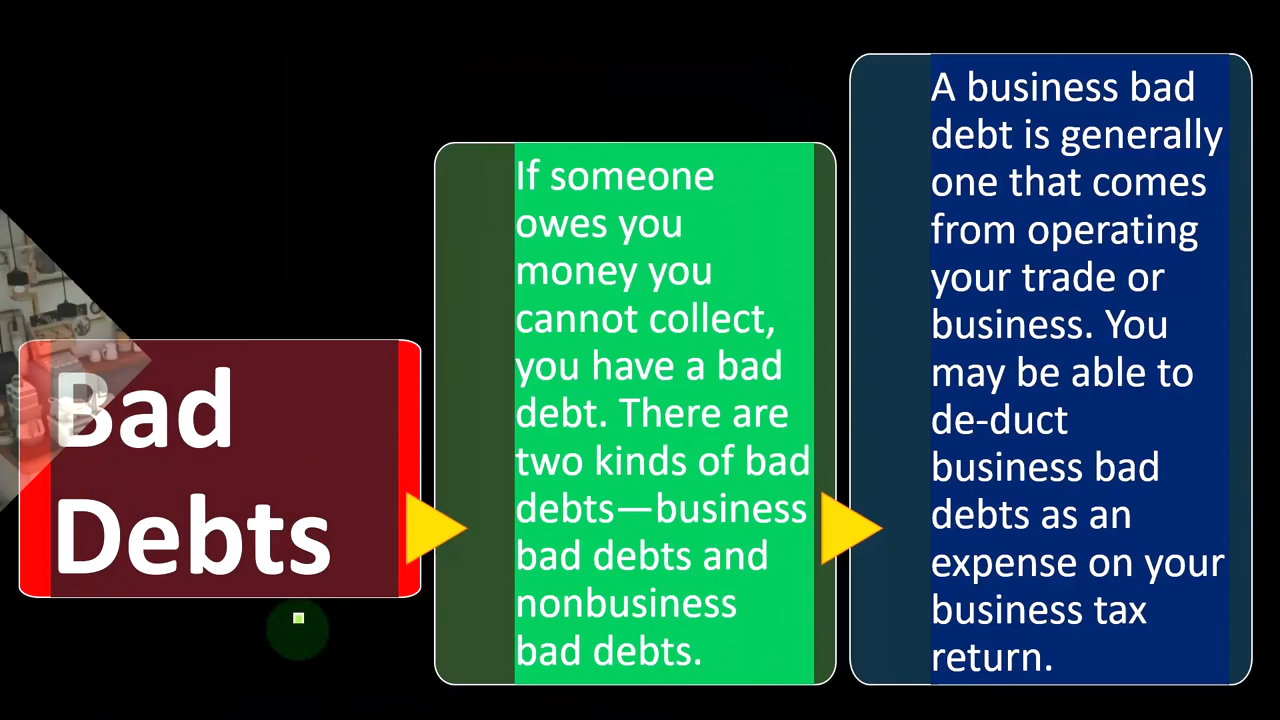 Bad
Debts
If someone
owes you
money you
cannot collect,
you have a bad
debt. There are
two kinds of bad
debts—business
bad debts and
nonbusiness
bad debts.
A business bad
debt is generally
one that comes
from operating
your trade or
business. You
may be able to
de-duct
business bad
debts as an
expense on your
business tax
return.